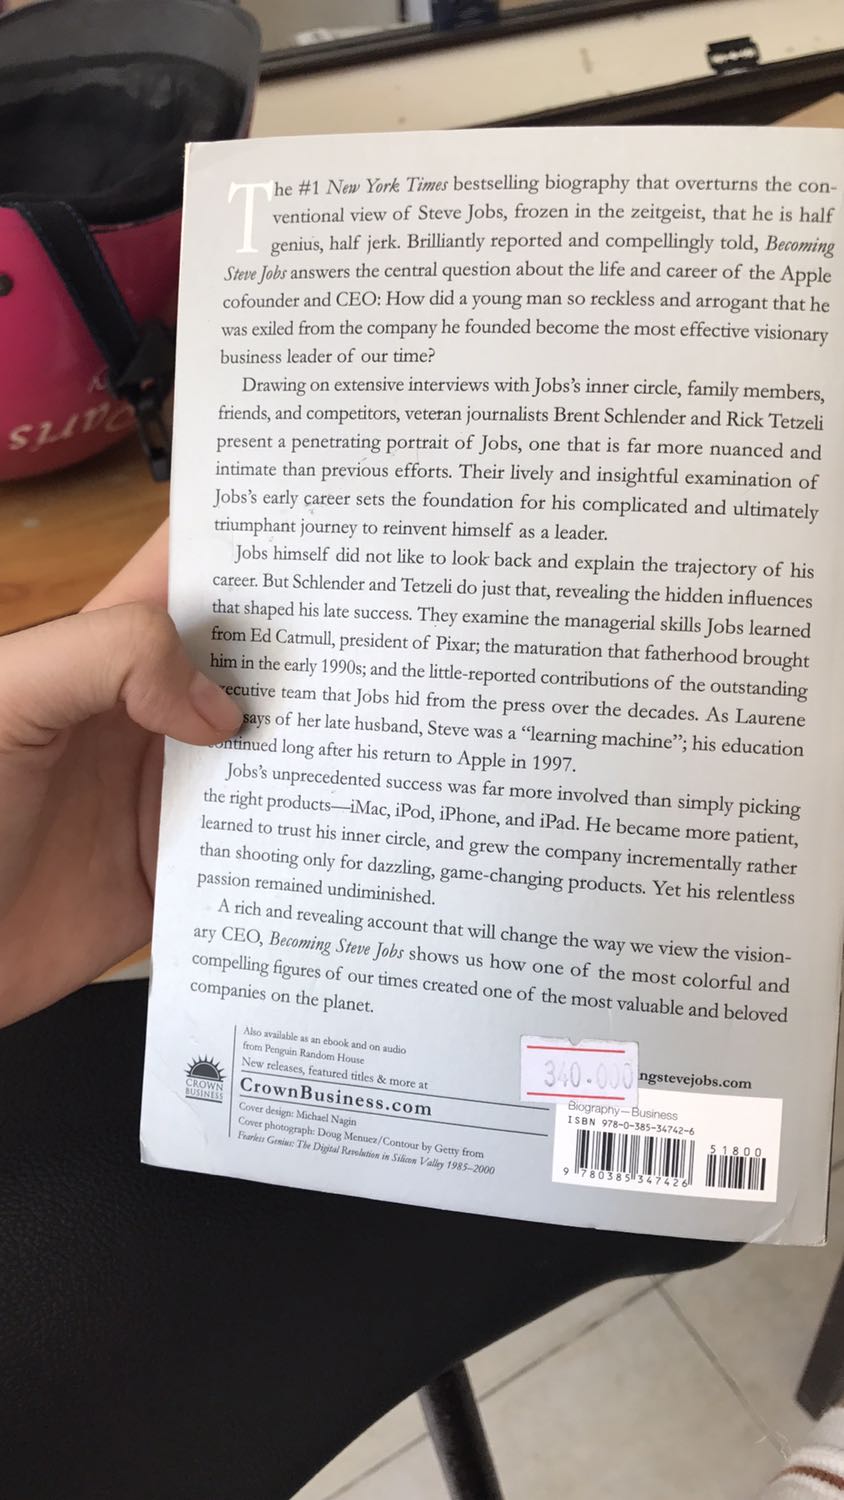 The #1 New York Times bestselling biography that overturns the con-
ventional view of Steve Jobs, frozen in the zeitgeist, that he is half
genius, half jerk. Brilliantly reported and compellingly told, Becoming
Steve Jobs answers the central question about the life and career of the Apple
cofounder and CEO: How did a young man so reckless and arrogant that he
was exiled from the company he founded become the most effective visionary
business leader of our time?
Drawing on extensive interviews with Jobs's inner circle, family members,
friends, and competitors, veteran journalists Brent Schlender and Rick Tetzeli
present a penetrating portrait of Jobs, one that is far more nuanced and
intimate than previous efforts. Their lively and insightful examination of
Jobs's early career sets the foundation for his complicated and ultimately
triumphant journey to reinvent himself as a leader.
Jobs himself did not like to look back and explain the trajectory of his
career. But Schlender and Tetzeli do just that, revealing the hidden influences
that shaped his late success. They examine the managerial skills Jobs learned
from Ed Catmull, president of Pixar; the maturation that fatherhood brought
him in the early 1990s; and the little-reported contributions of the outstanding
executive team that Jobs hid from the press over the decades. As Laurene
says of her late husband, Steve was a “learning machine”; his education
continued long after his return to Apple in 1997.
Jobs's unprecedented success was far more involved than simply picking
the right products—iMac, iPod, iPhone, and iPad. He became more patient,
learned to trust his inner circle, and grew the company incrementally rather
than shooting only for dazzling, game-changing products. Yet his relentless
passion remained undiminished.
A rich and revealing account that will change the way we view the vision-
ary CEO, Becoming Steve Jobs shows us how one of the most colorful and
compelling figures of our times created one of the most valuable and beloved
companies on the planet.
CROWN
BUSINESS
Also available as an ebook and on audio
from Penguin Random House
New releases, featured titles & more at
CrownBusiness.com
Cover design: Michael Nagin
Cover photograph: Doug Menuez/Contour by Getty from
Fearless Genius: The Digital Revolution in Silicon Valley 1985–2000
340.000
ngstevejobs.com
Biography—Business
ISBN 978-0-385-34742-6
51800
9 780385 347426